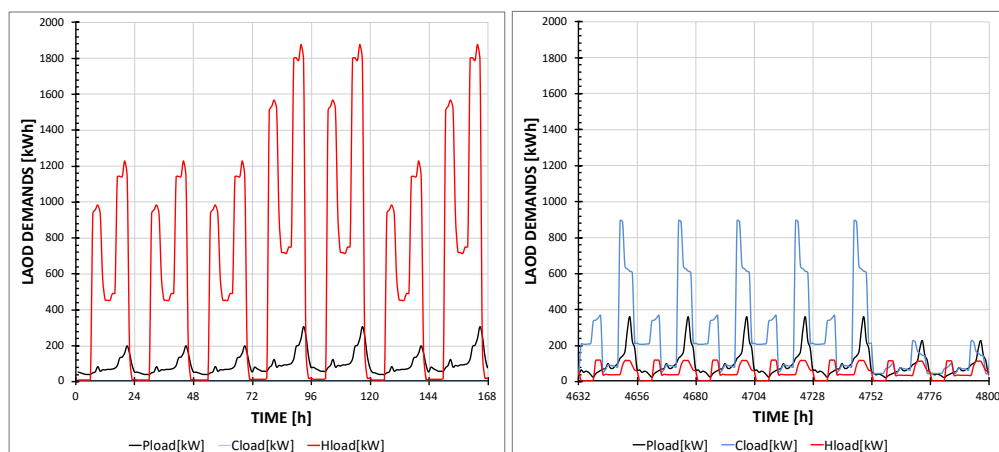 LAOD DEMANDS [kWh]
2000
1800
1600
1400
1200
1000
800
600
400
200
0
0 24 48 72 96 120 144 168
TIME [h]
Pload[kW] Cload[kW] Hload[kW]
LAOD DEMANDS [kWh]
2000
1800
1600
1400
1200
1000
800
600
400
200
0
4632 4656 4680 4704 4728 4752 4776 4800
TIME [h]
Pload[kW] Cload[kW] Hload[kW]